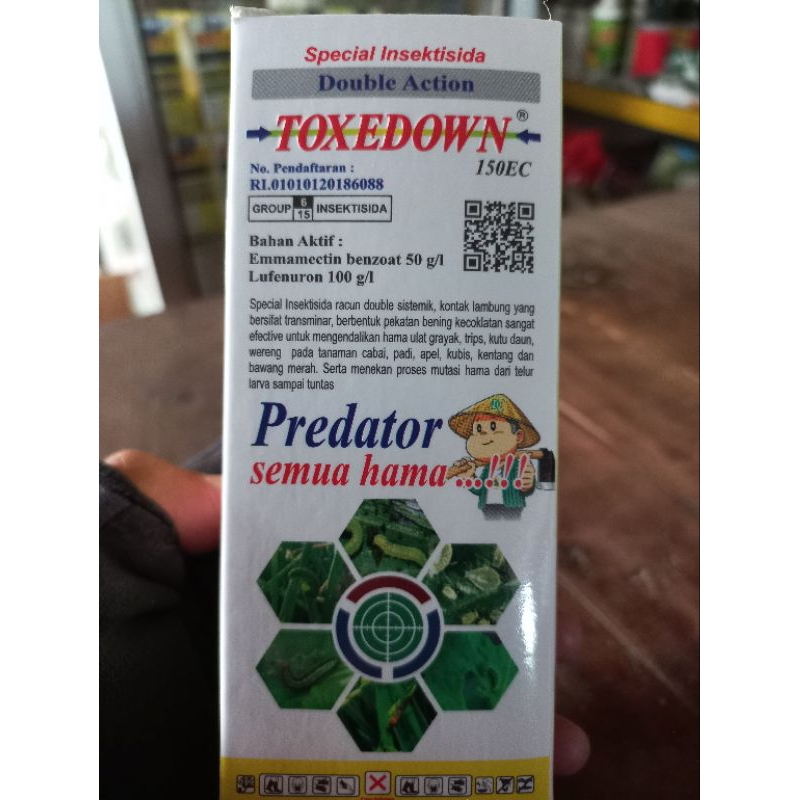 Special Insektisida
Double Action
TOXEDOWN®
150EC
No. Pendaftaran :
RI.01010120186088
GROUP 6 15 INSEKTISIDA
Bahan Aktif :
Emmamectin benzoat 50 g/l
Lufenuron 100 g/l
Special Insektisida racun double sistemik, kontak lambung yang
bersifat transminar, berbentuk pekatan bening kecoklatan sangat
efective untuk mengendalikan hama ulat grayak, trips, kutu daun,
wereng pada tanaman cabai, padi, apel, kubis, kentang dan
bawang merah. Serta menekan proses mutasi hama dari telur
larva sampai tuntas
Predator
semua hama...!!!